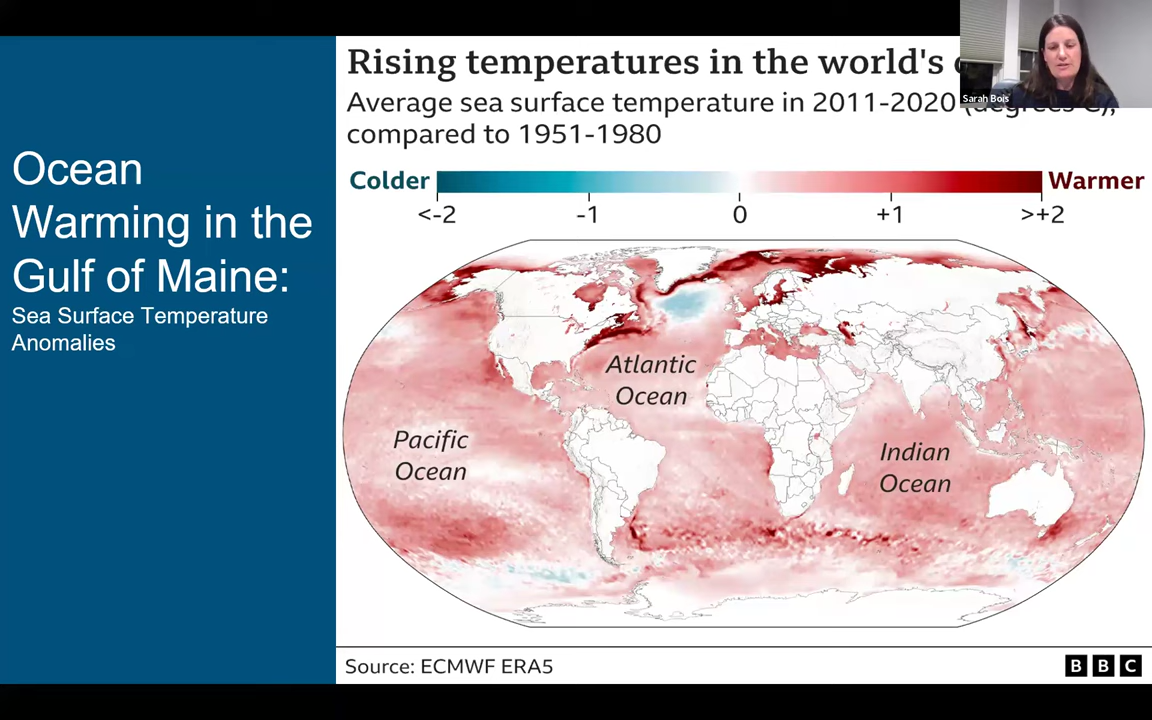 Ocean
Warming in the
Gulf of Maine:
Sea Surface Temperature
Anomalies
Rising temperatures in the world's
Average sea surface temperature in 2011-2020
compared to 1951-1980
Sarah Bois
Colder
Warmer
<-2
-1
0
+1
>+2
Atlantic
Ocean
Pacific
Ocean
Indian
Ocean
Source: ECMWF ERA5
BBC